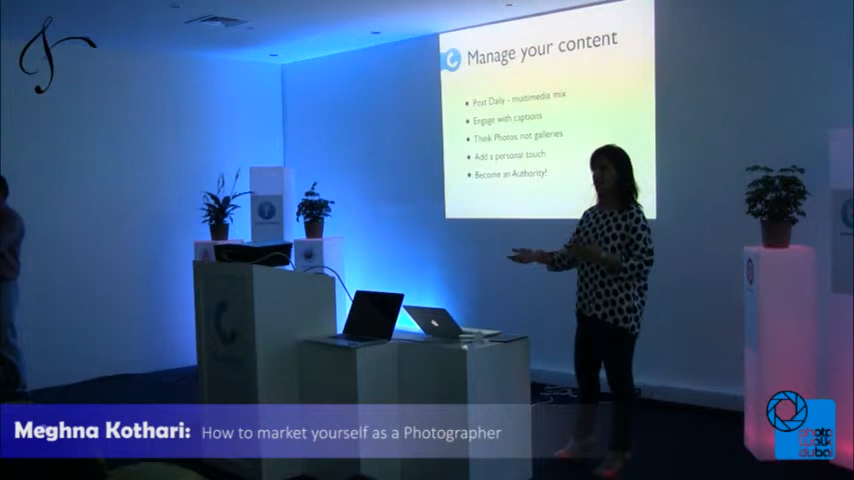 Manage your content
• Post Daily - multimedia mix
• Engage with captions
• Think Photos, not galleries
• Add a personal touch
• Become an Authority!
Meghna Kothari: How to market yourself as a Photographer
photo
walk
dubai